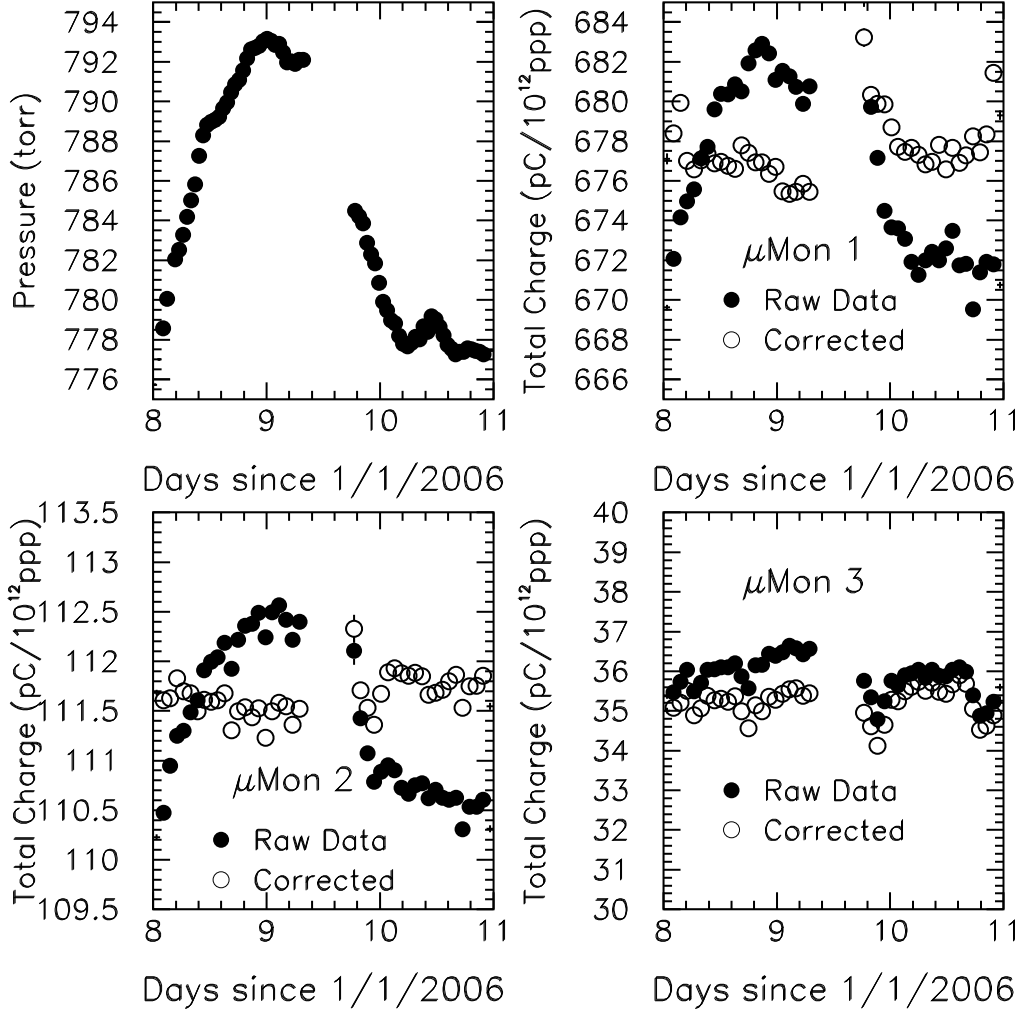 794
792
790
788
786
784
782
780
778
776
Pressure (torr)
8 9 10 11
Days since 1/1/2006
684
682
680
678
676
674
672
670
668
666
Total Charge (pC/10¹²ppp)
μMon 1
Raw Data
Corrected
8 9 10 11
Days since 1/1/2006
113.5
113
112.5
112
111.5
111
110.5
110
109.5
Total Charge (pC/10¹²ppp)
μMon 2
Raw Data
Corrected
8 9 10 11
Days since 1/1/2006
40
39
38
37
36
35
34
33
32
31
30
Total Charge (pC/10¹²ppp)
μMon 3
Raw Data
Corrected
8 9 10 11
Days since 1/1/2006